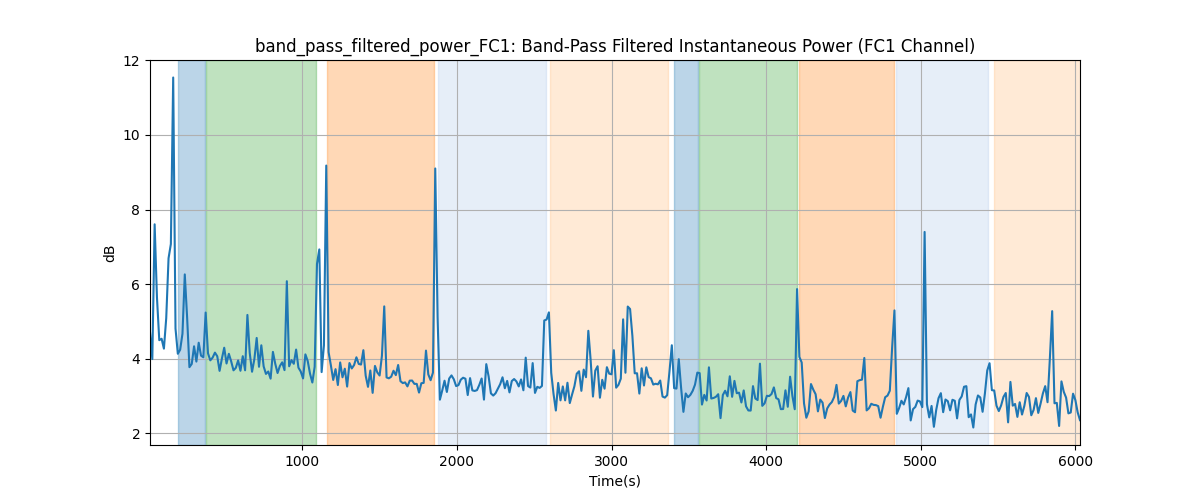 band_pass_filtered_power_FC1: Band-Pass Filtered Instantaneous Power (FC1 Channel)
12
10
8
6
4
2
dB
1000 2000 3000 4000 5000 6000
Time(s)